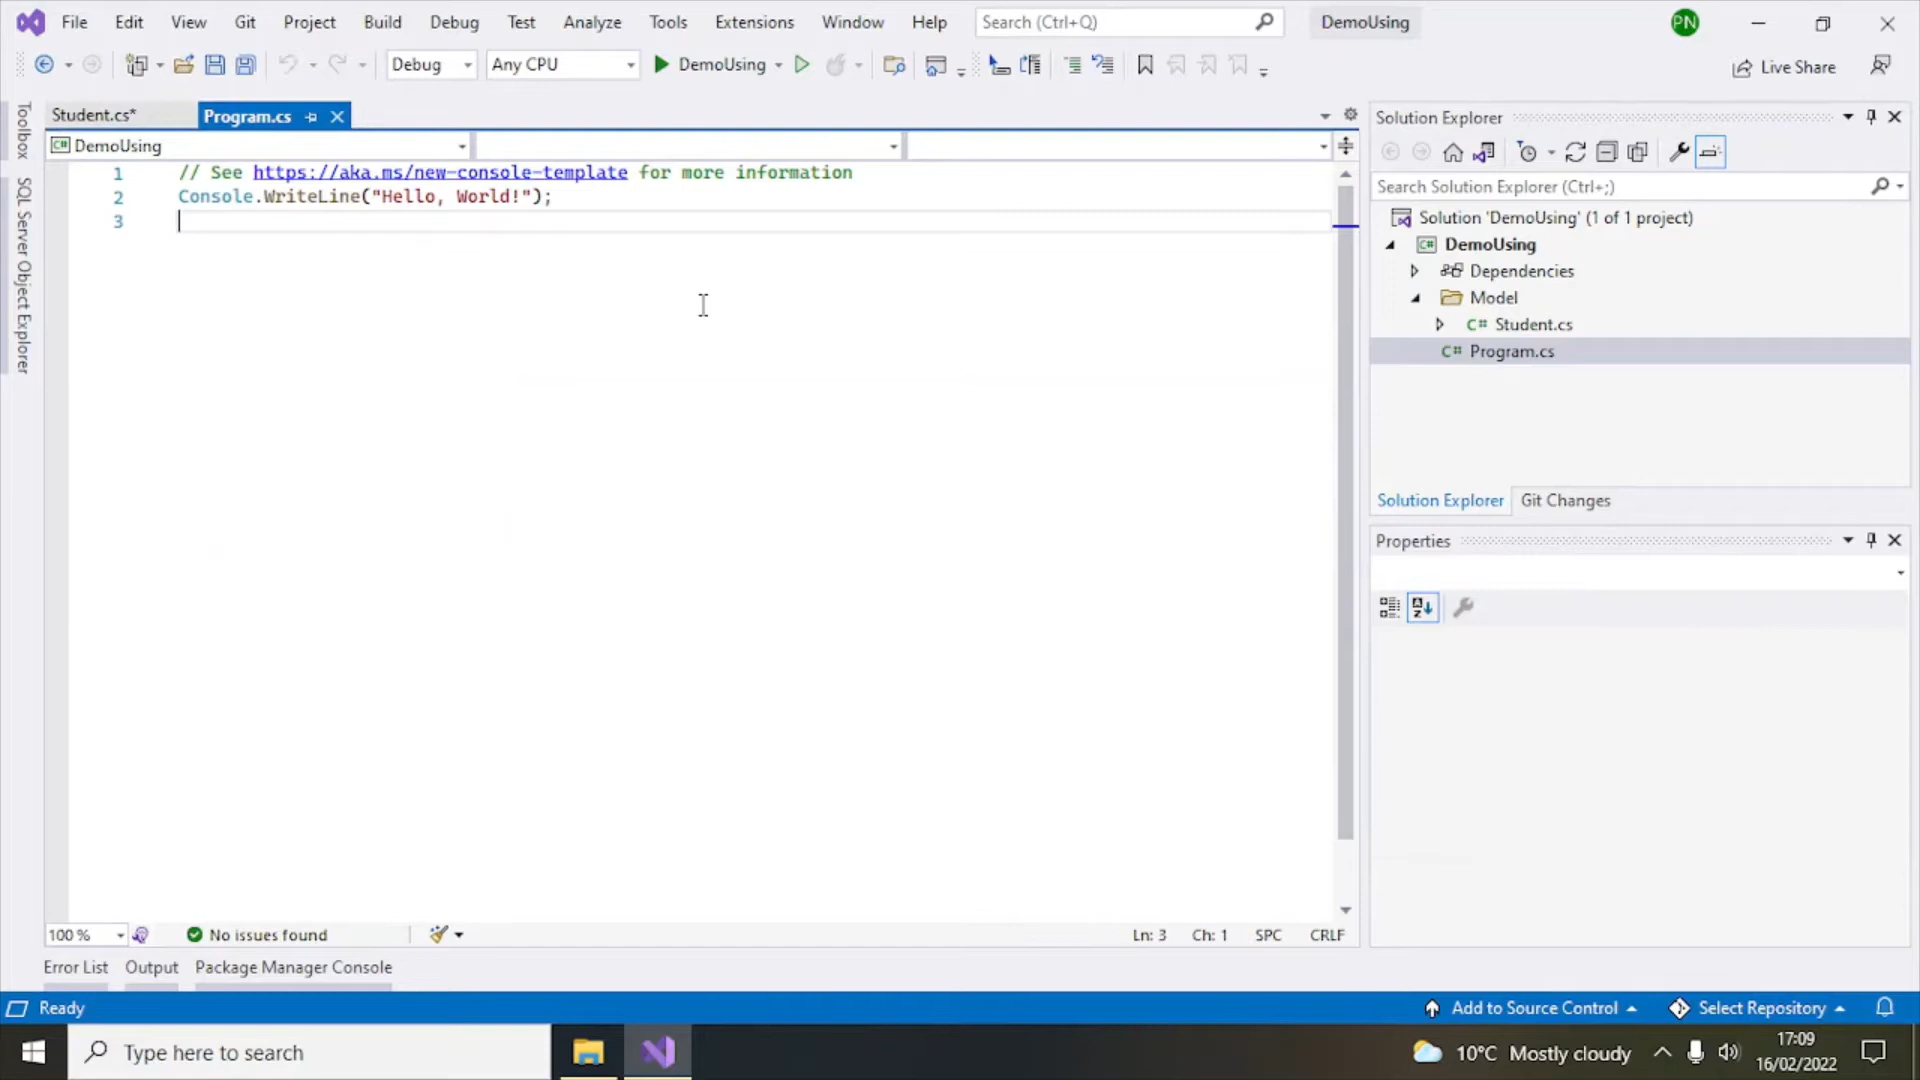 File Edit View Git Project Build Debug Test Analyze Tools Extensions Window Help Search (Ctrl+Q) DemoUsing PN
Debug Any CPU DemoUsing Live Share
Toolbox
SQL Server Object Explorer
Student.cs* Program.cs
DemoUsing
1 // See https://aka.ms/new-console-template for more information
2 Console.WriteLine("Hello, World!");
3
100 % No issues found Ln: 3 Ch: 1 SPC CRLF
Error List Output Package Manager Console
Solution Explorer
Search Solution Explorer (Ctrl+;)
Solution 'DemoUsing' (1 of 1 project)
C# DemoUsing
Dependencies
Model
C# Student.cs
C# Program.cs
Solution Explorer Git Changes
Properties
Ready Add to Source Control Select Repository
Type here to search 10°C Mostly cloudy 17:09
16/02/2022